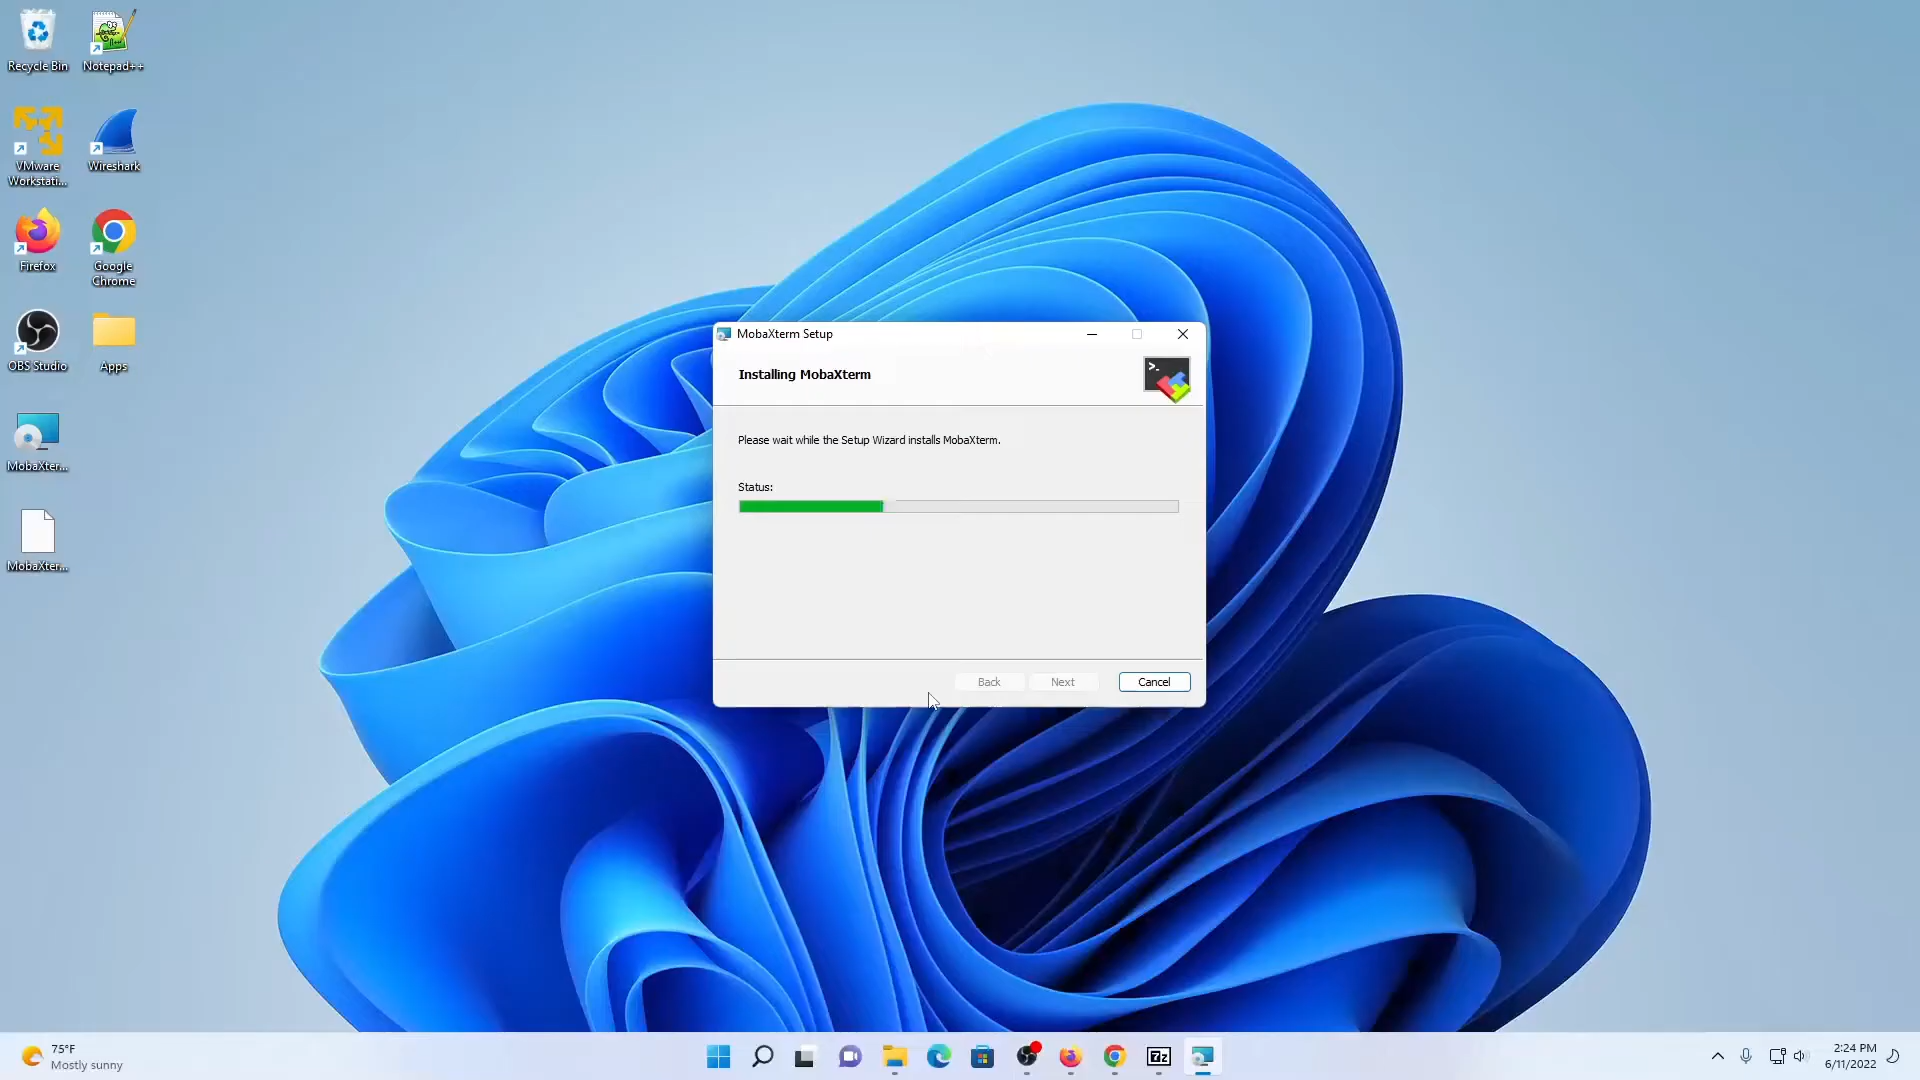 Recycle Bin
Notepad++
VMware
Workstati...
Wireshark
Firefox
Google
Chrome
OBS Studio
Apps
MobaXter...
MobaXter...
MobaXterm Setup
Installing MobaXterm
>.
Please wait while the Setup Wizard installs MobaXterm.
Status:
Back
Next
Cancel
75°F
Mostly sunny
7z
2:24 PM
6/11/2022